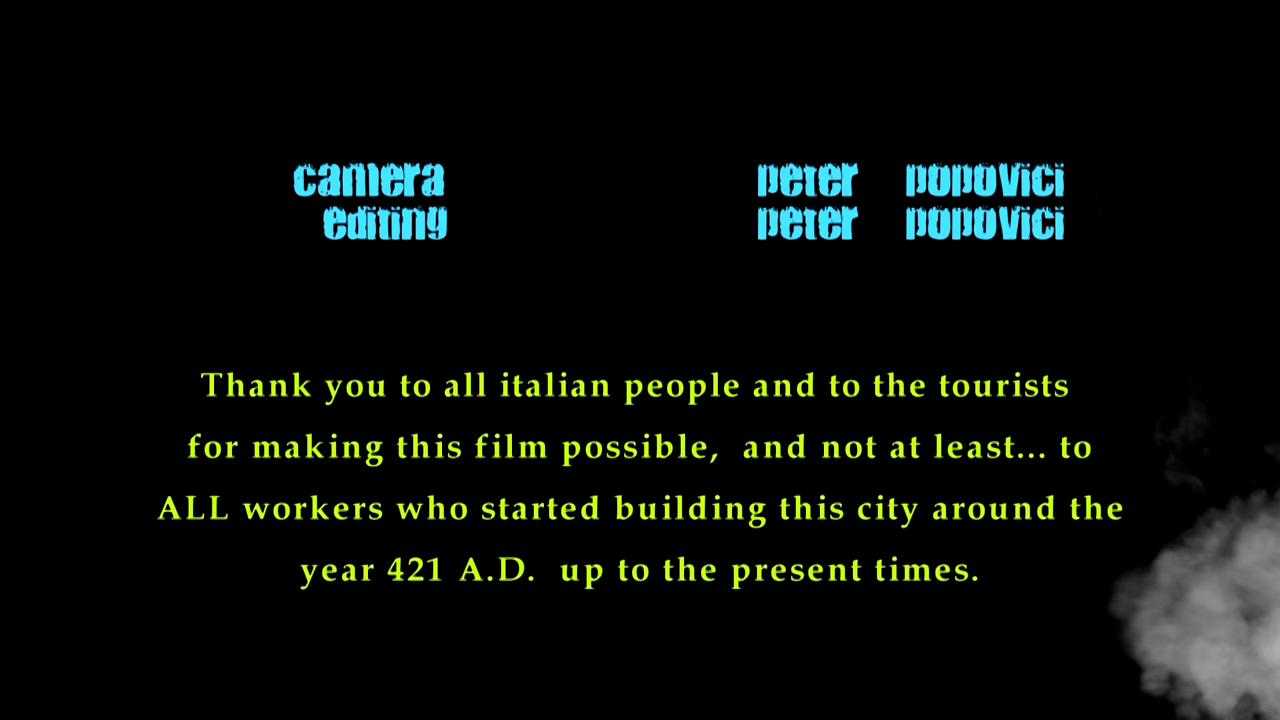 camera peter popovici
editing peter popovici
Thank you to all italian people and to the tourists
for making this film possible, and not at least... to
ALL workers who started building this city around the
year 421 A.D. up to the present times.